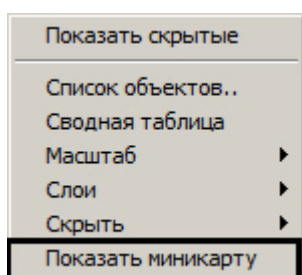 Показать скрытые
Список объектов..
Сводная таблица
Масштаб
Слои
Скрыть
Показать миникарту